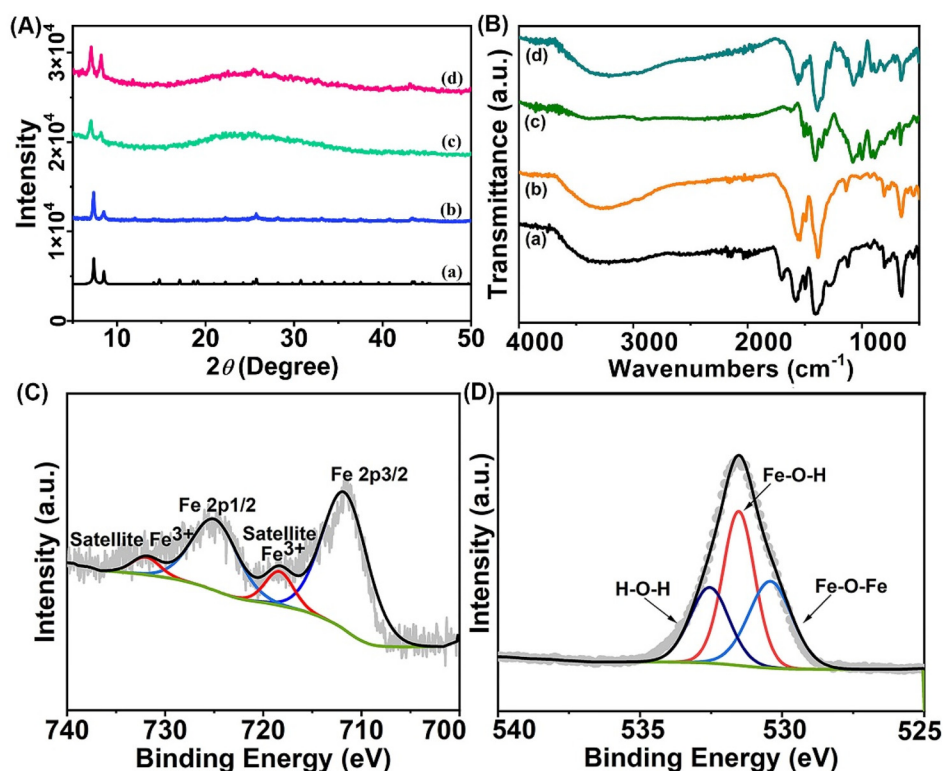 (A)
3×10⁴
2×10⁴
1×10⁴
0
Intensity
(d)
(c)
(b)
(a)
10 20 30 40 50
2θ (Degree)
(B)
Transmittance (a.u.)
(d)
(c)
(b)
(a)
4000 3000 2000 1000
Wavenumbers (cm⁻¹)
(C)
Intensity (a.u.)
Fe 2p3/2
Fe 2p1/2
Satellite
Fe³⁺
Satellite Fe³⁺
740 730 720 710 700
Binding Energy (eV)
(D)
Intensity (a.u.)
Fe-O-H
H-O-H
Fe-O-Fe
540 535 530 525
Binding Energy (eV)